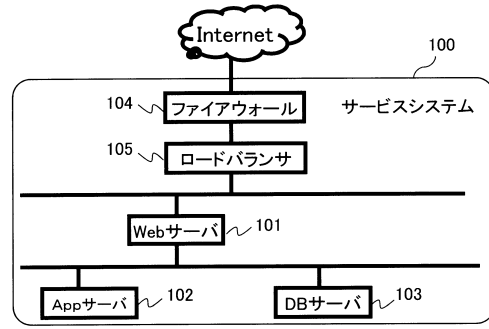 Internet
100
104
ファイアウォール
サービスシステム
105
ロードバランサ
Webサーバ
101
Appサーバ
102
DBサーバ
103